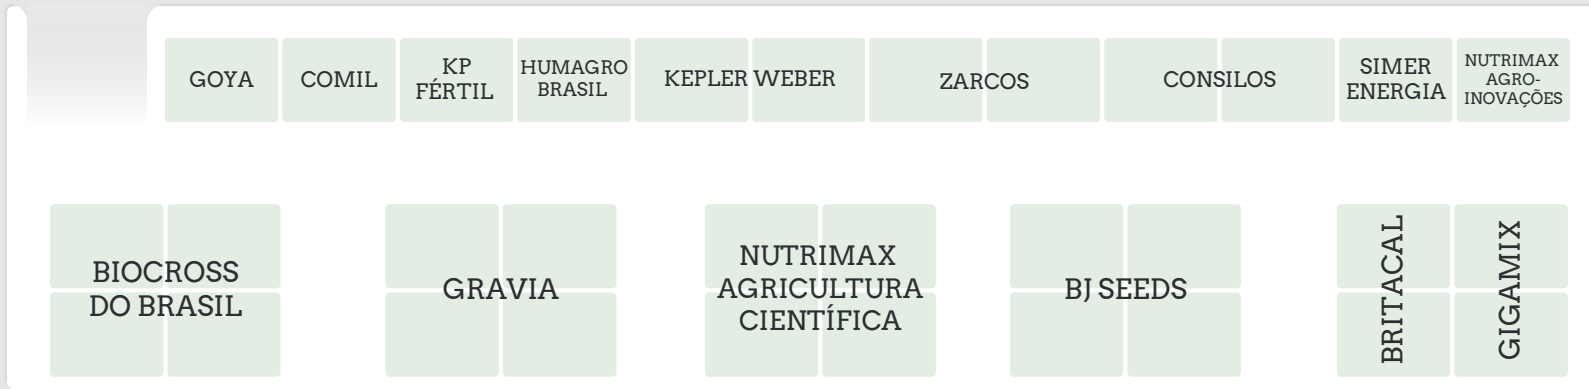 GOYA
COMIL
KP
FÉRTIL
HUMAGRO
BRASIL
KEPLER WEBER
ZARCOS
CONSILOS
SIMER
ENERGIA
NUTRIMAX
AGRO-
INOVAÇÕES
BIOCROSS
DO BRASIL
GRAVIA
NUTRIMAX
AGRICULTURA
CIENTÍFICA
BJ SEEDS
BRITACAL
GIGAMIX